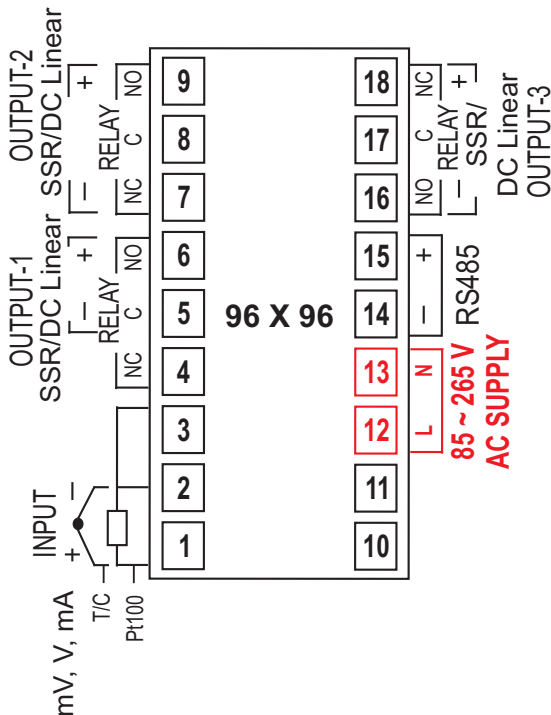 OUTPUT-2
SSR/DC Linear
− +
RELAY
NC C NO
OUTPUT-1
SSR/DC Linear
− +
RELAY
NC C NO
INPUT
+ −
mV, V, mA
T/C
Pt100
1 2 3 4 5 6 7 8 9
96 X 96
10 11 12 13 14 15 16 17 18
L N
85 ~ 265 V
AC SUPPLY
− +
RS485
NO C NC
RELAY
− +
SSR/
DC Linear
OUTPUT-3